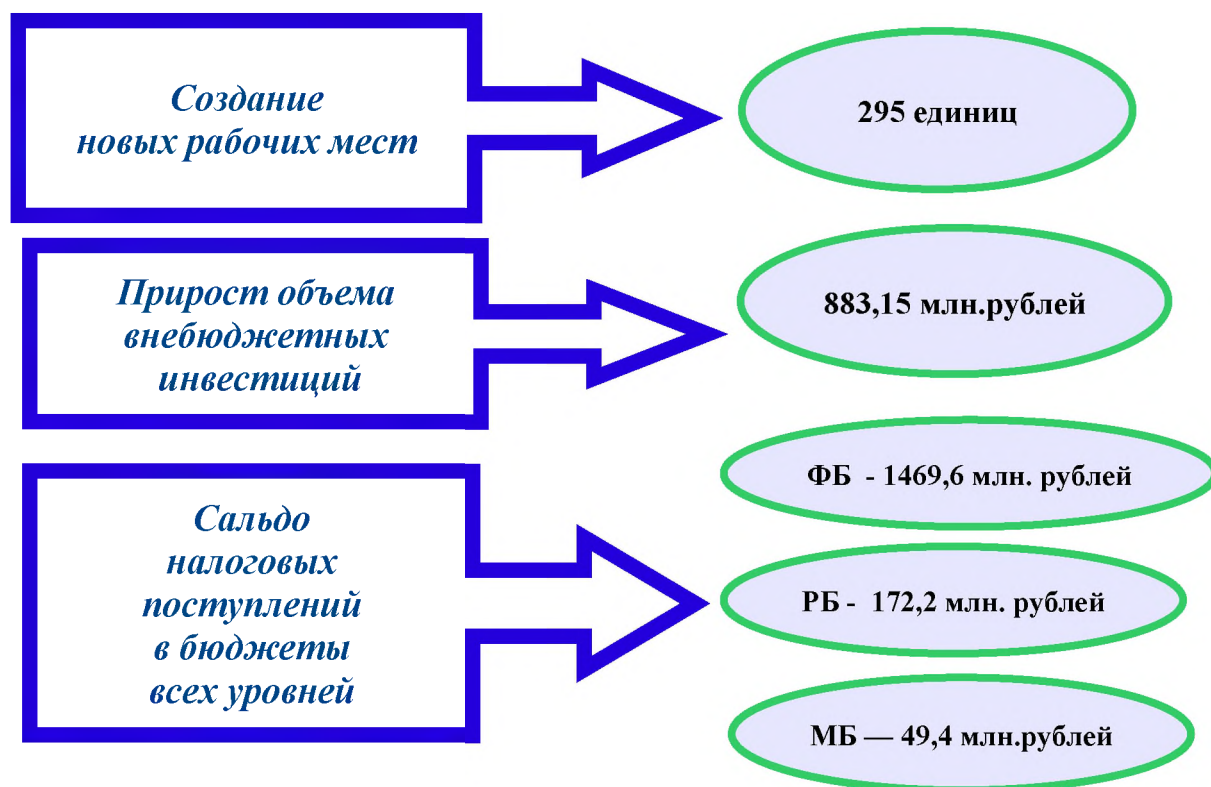 Создание
новых рабочих мест
295 единиц
Прирост объема
внебюджетных
инвестиций
883,15 млн.рублей
Сальдо
налоговых
поступлений
в бюджеты
всех уровней
ФБ - 1469,6 млн. рублей
РБ - 172,2 млн. рублей
МБ — 49,4 млн.рублей